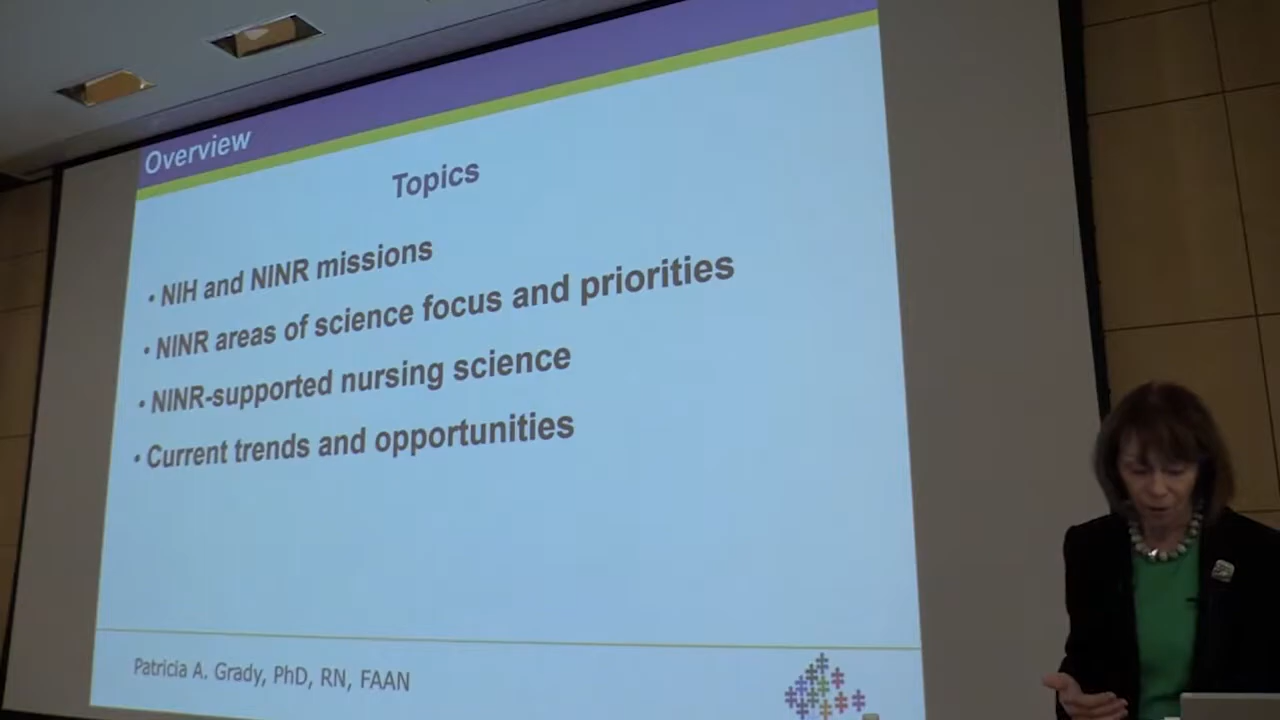 Overview
Topics
• NIH and NINR missions
• NINR areas of science focus and priorities
• NINR-supported nursing science
• Current trends and opportunities
Patricia A. Grady, PhD, RN, FAAN